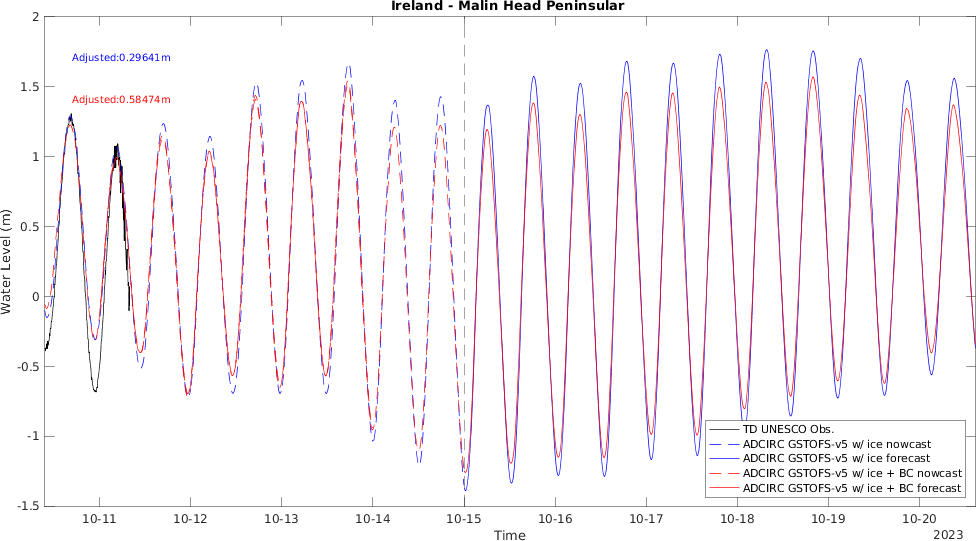 Ireland - Malin Head Peninsular
Adjusted:0.29641m
Adjusted:0.58474m
Water Level (m)
2
1.5
1
0.5
0
-0.5
-1
-1.5
TD UNESCO Obs.
ADCIRC GSTOFS-v5 w/ ice nowcast
ADCIRC GSTOFS-v5 w/ ice forecast
ADCIRC GSTOFS-v5 w/ ice + BC nowcast
ADCIRC GSTOFS-v5 w/ ice + BC forecast
10-11 10-12 10-13 10-14 10-15 10-16 10-17 10-18 10-19 10-20
Time
2023